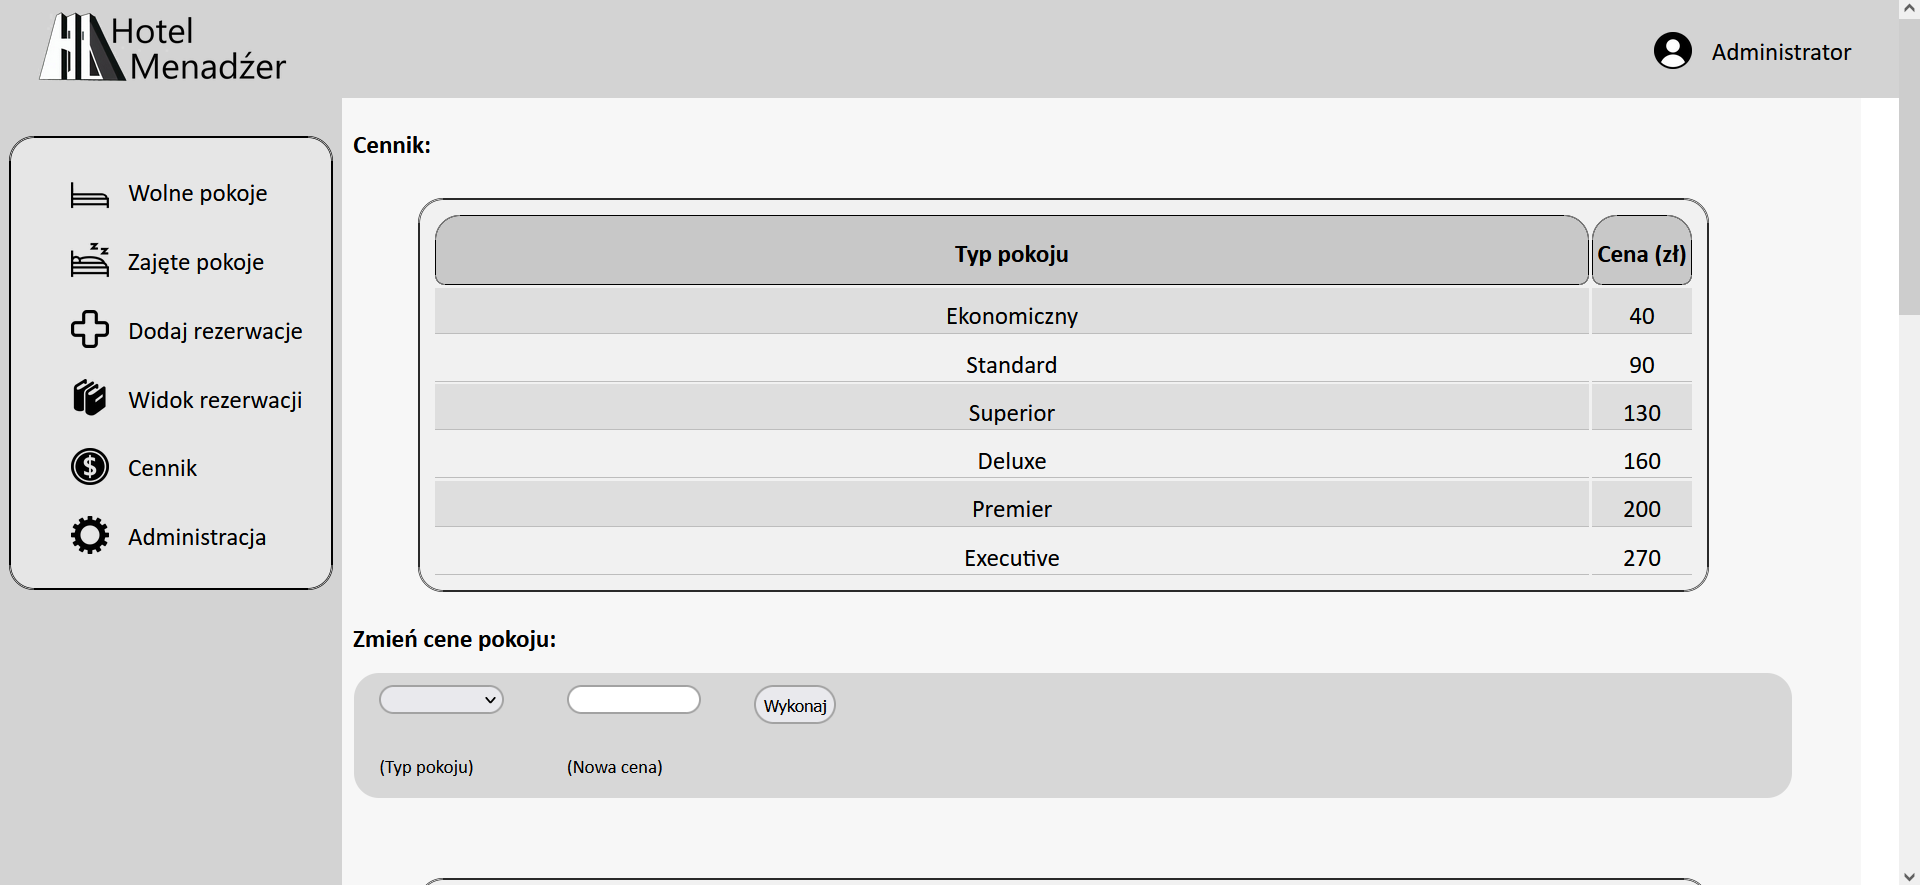 Hotel
Menadźer
Administrator
Wolne pokoje
Zajęte pokoje
Dodaj rezerwacje
Widok rezerwacji
Cennik
Administracja
Cennik:
Typ pokoju Cena (zł)
Ekonomiczny 40
Standard 90
Superior 130
Deluxe 160
Premier 200
Executive 270
Zmień cene pokoju:
Wykonaj
(Typ pokoju) (Nowa cena)